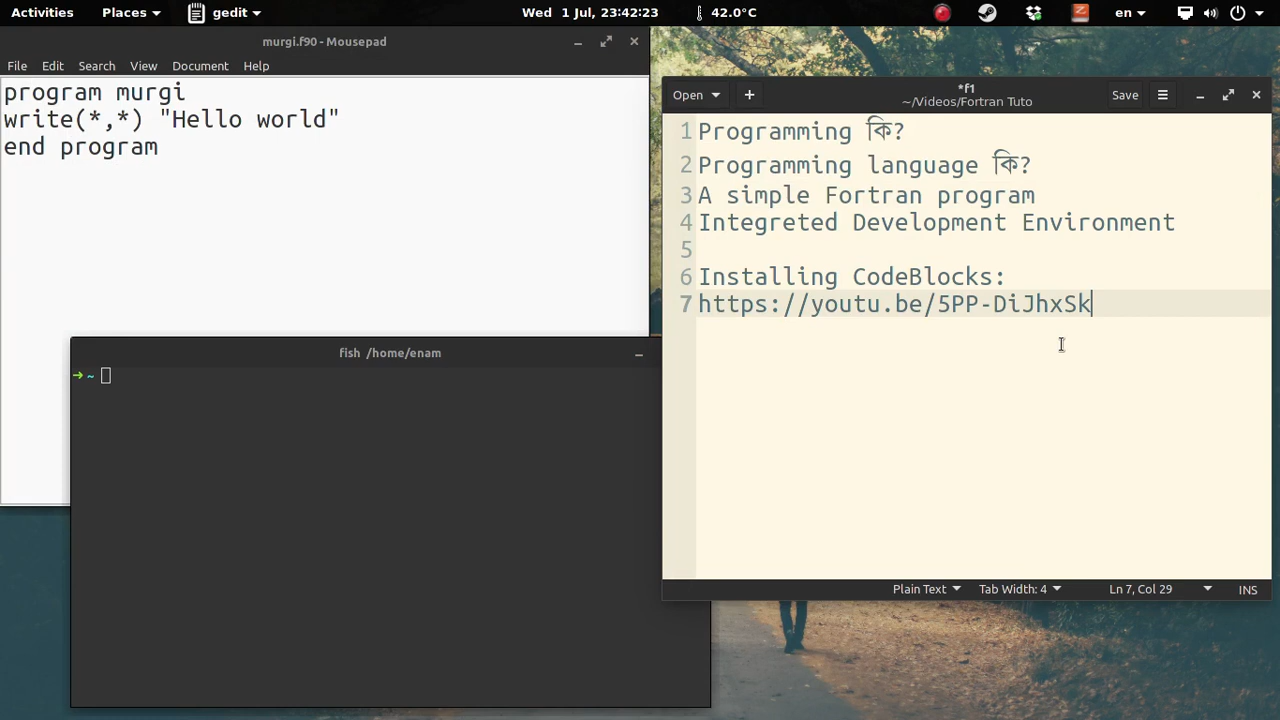 Activities Places gedit Wed 1 Jul, 23:42:23 42.0°C en
murgi.f90 - Mousepad
File Edit Search View Document Help
program murgi
write(*,*) "Hello world"
end program
fish /home/enam
➜ ~
*f1
Open + ~/Videos/Fortran Tuto Save
1 Programming কি?
2 Programming language কি?
3 A simple Fortran program
4 Integreted Development Environment
5
6 Installing CodeBlocks:
7 https://youtu.be/5PP-DiJhxSk
Plain Text Tab Width: 4 Ln 7, Col 29 INS